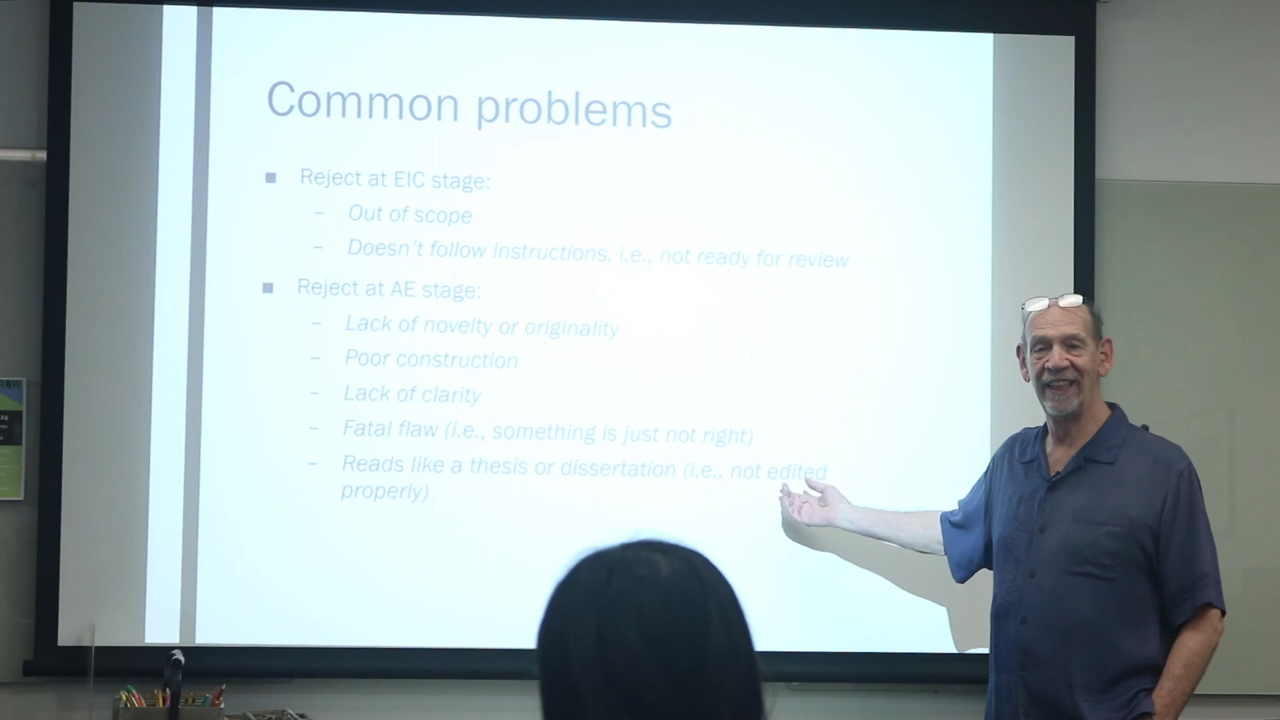 Common problems
■ Reject at EIC stage:
– Out of scope
– Doesn't follow instructions, i.e., not ready for review
■ Reject at AE stage:
– Lack of novelty or originality
– Poor construction
– Lack of clarity
– Fatal flaw (i.e., something is just not right)
– Reads like a thesis or dissertation (i.e., not edited
properly)